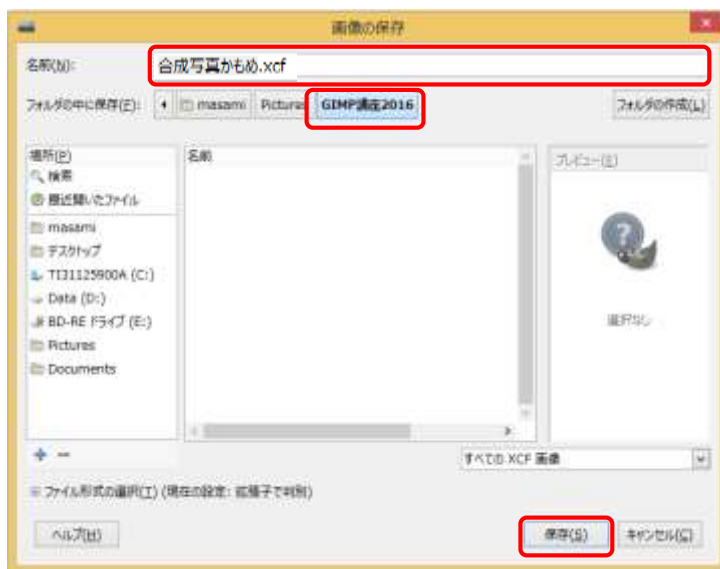 画像の保存
名前(N): 合成写真かもめ.xcf
フォルダの中に保存(F): masami Pictures GIMP講座2016 フォルダの作成(L)
場所(P) 名前 プレビュー(E)
検索
最近開いたファイル
masami
デスクトップ
TI31125900A (C:)
Data (D:)
BD-RE ドライブ (E:)
選択なし
Pictures
Documents
すべての XCF 画像
ファイル形式の選択(T) (現在の設定: 拡張子で判別)
ヘルプ(H) 保存(S) キャンセル(C)